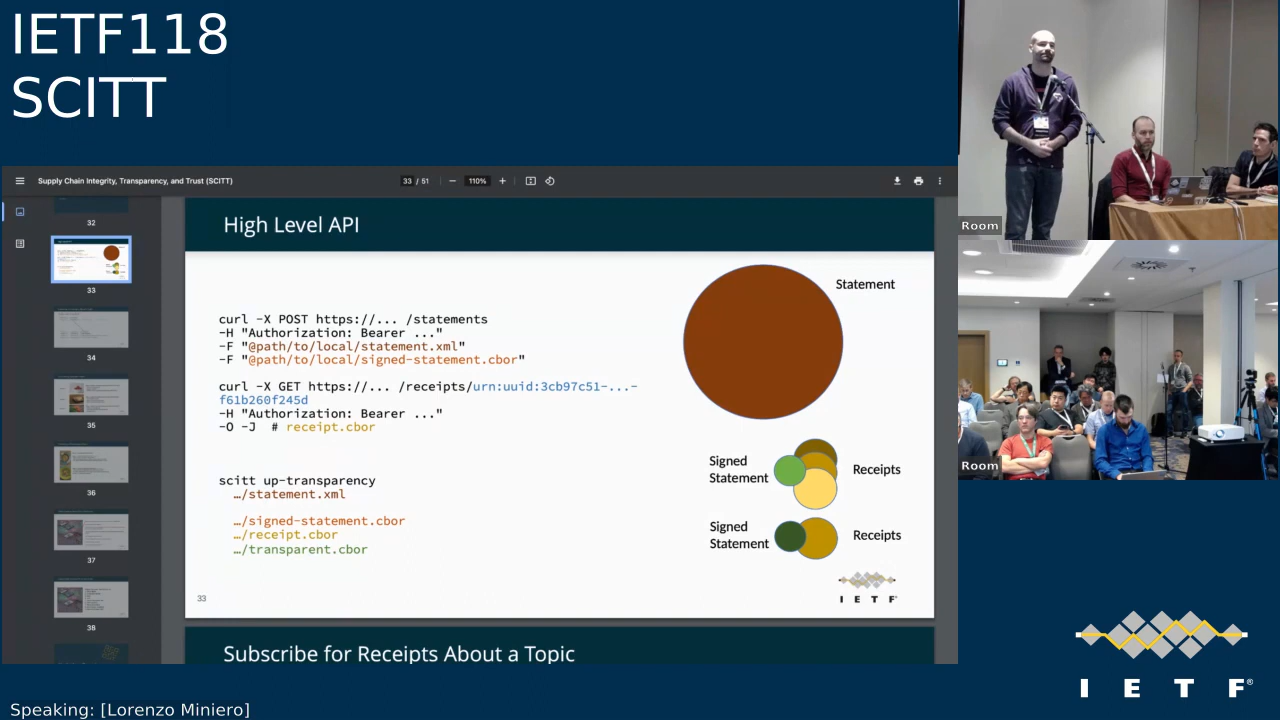 IETF118
SCITT
Supply Chain Integrity, Transparency, and Trust (SCITT)
33 / 51
110%
32
33
34
35
36
37
38
High Level API
curl -X POST https://... /statements
-H "Authorization: Bearer ..."
-F "@path/to/local/statement.xml"
-F "@path/to/local/signed-statement.cbor"
curl -X GET https://... /receipts/urn:uuid:3cb97c51-...-
f61b260f245d
-H "Authorization: Bearer ..."
-O -J  # receipt.cbor
scitt up-transparency
…/statement.xml
…/signed-statement.cbor
…/receipt.cbor
…/transparent.cbor
Statement
Signed
Statement
Receipts
Signed
Statement
Receipts
I E T F
33
Subscribe for Receipts About a Topic
Room
Room
I E T F®
Speaking: [Lorenzo Miniero]